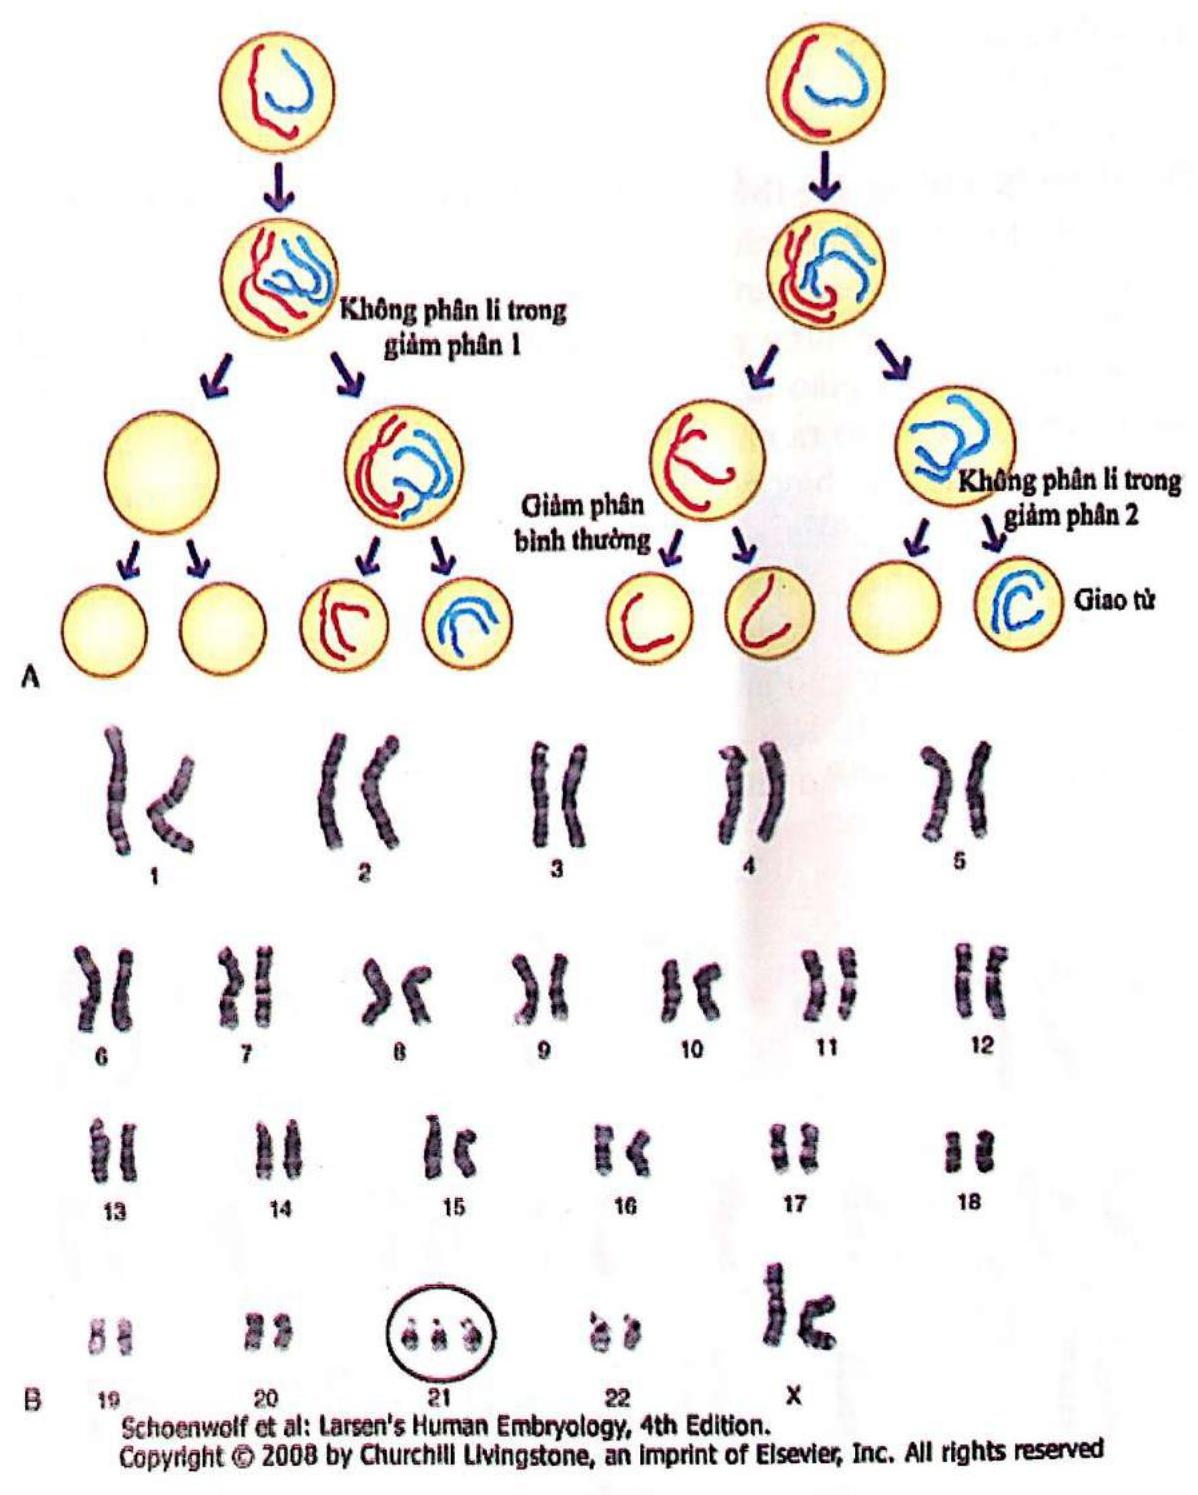 Không phân li trong
giảm phân 1
Giảm phân
bình thường
Không phân li trong
giảm phân 2
Giao tử
A
1 2 3 4 5
6 7 8 9 10 11 12
13 14 15 16 17 18
B 19 20 21 22 X
Schoenwolf et al: Larsen's Human Embryology, 4th Edition.
Copyright © 2008 by Churchill Livingstone, an imprint of Elsevier, Inc. All rights reserved